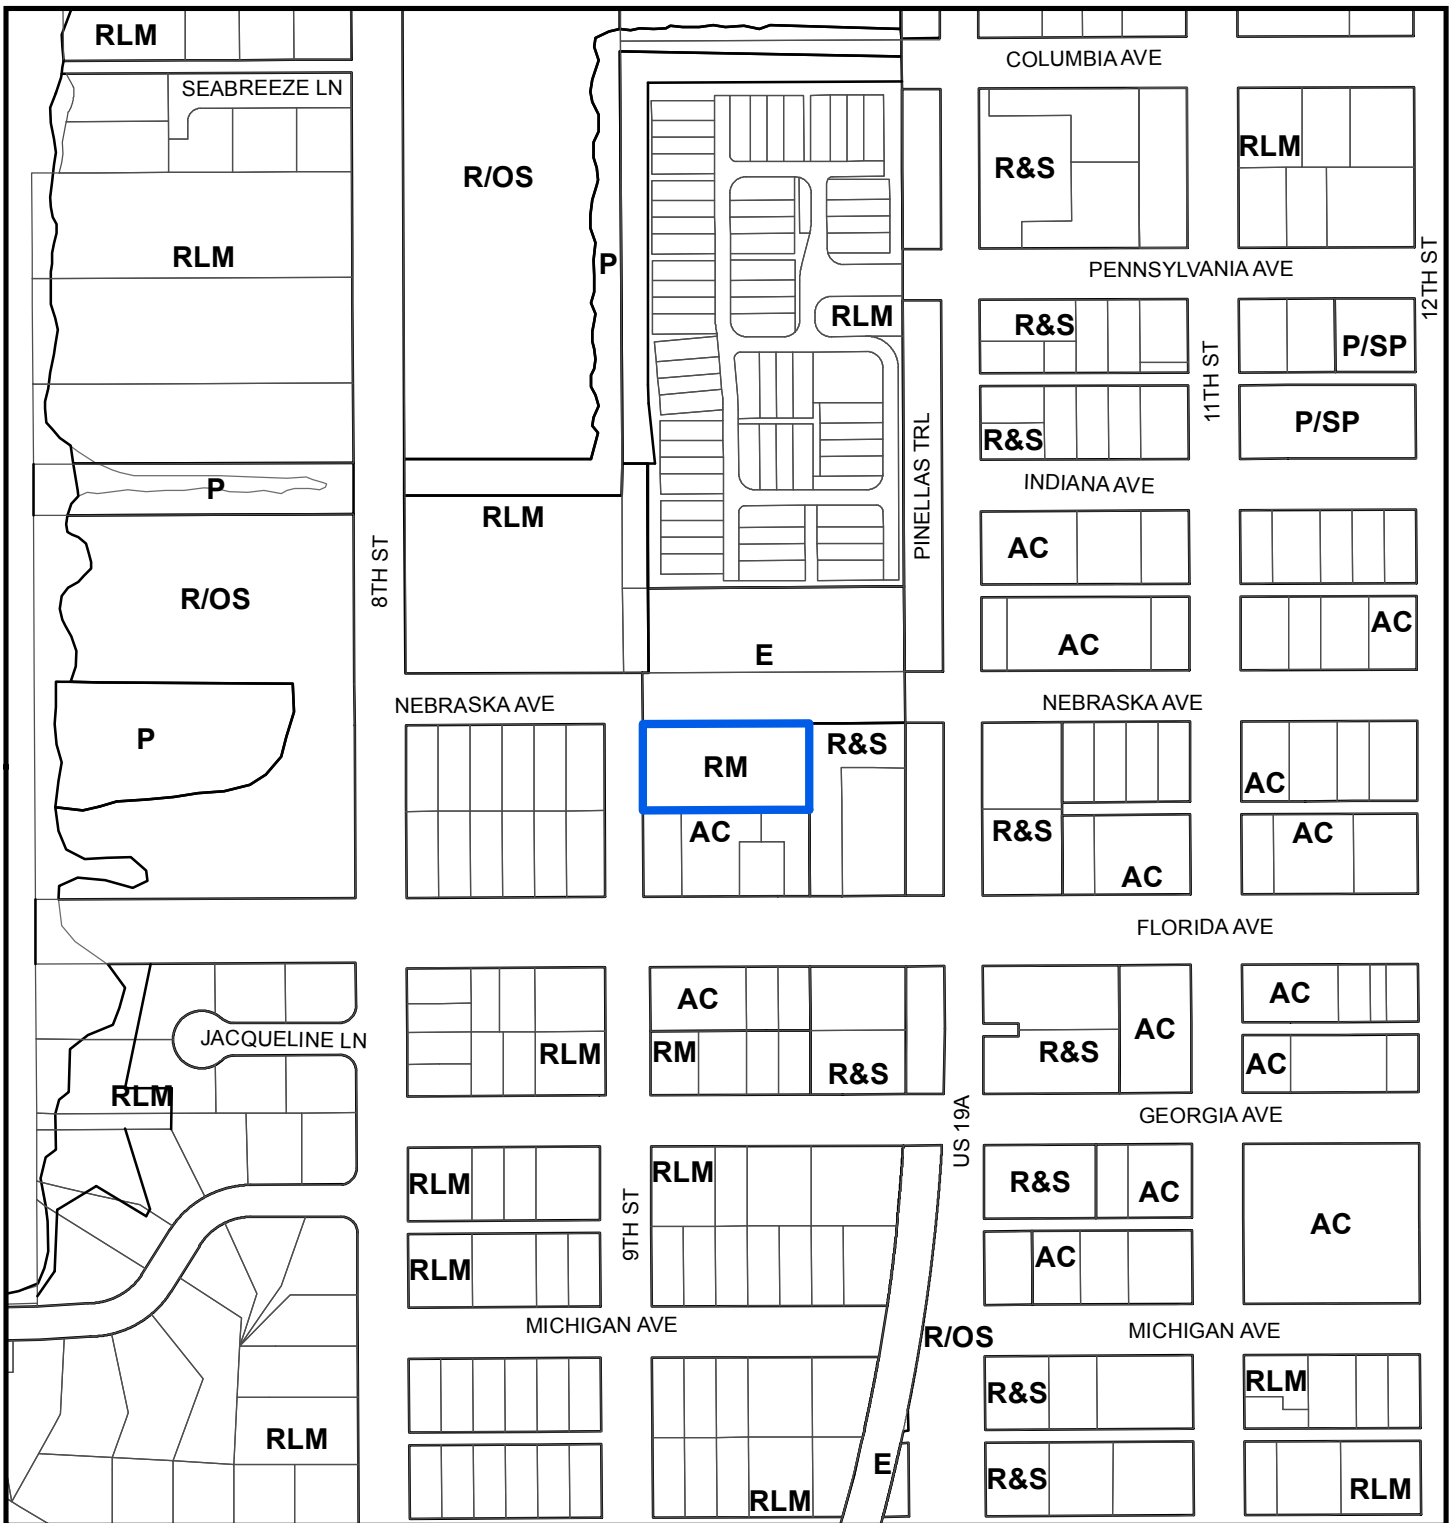 RLM
COLUMBIA AVE
SEABREEZE LN
RLM
R&S
R/OS
RLM
P
PENNSYLVANIA AVE
12TH ST
RLM
R&S
P/SP
11TH ST
P/SP
R&S
PINELLAS TRL
INDIANA AVE
P
RLM
AC
8TH ST
R/OS
AC
AC
E
NEBRASKA AVE
NEBRASKA AVE
P
R&S
RM
AC
AC
R&S
AC
AC
FLORIDA AVE
AC
AC
JACQUELINE LN
RLM
RM
R&S
R&S
AC
AC
RLM
US 19A
GEORGIA AVE
RLM
RLM
R&S
AC
9TH ST
AC
RLM
AC
MICHIGAN AVE
R/OS
MICHIGAN AVE
R&S
RLM
RLM
E
R&S
RLM
RLM